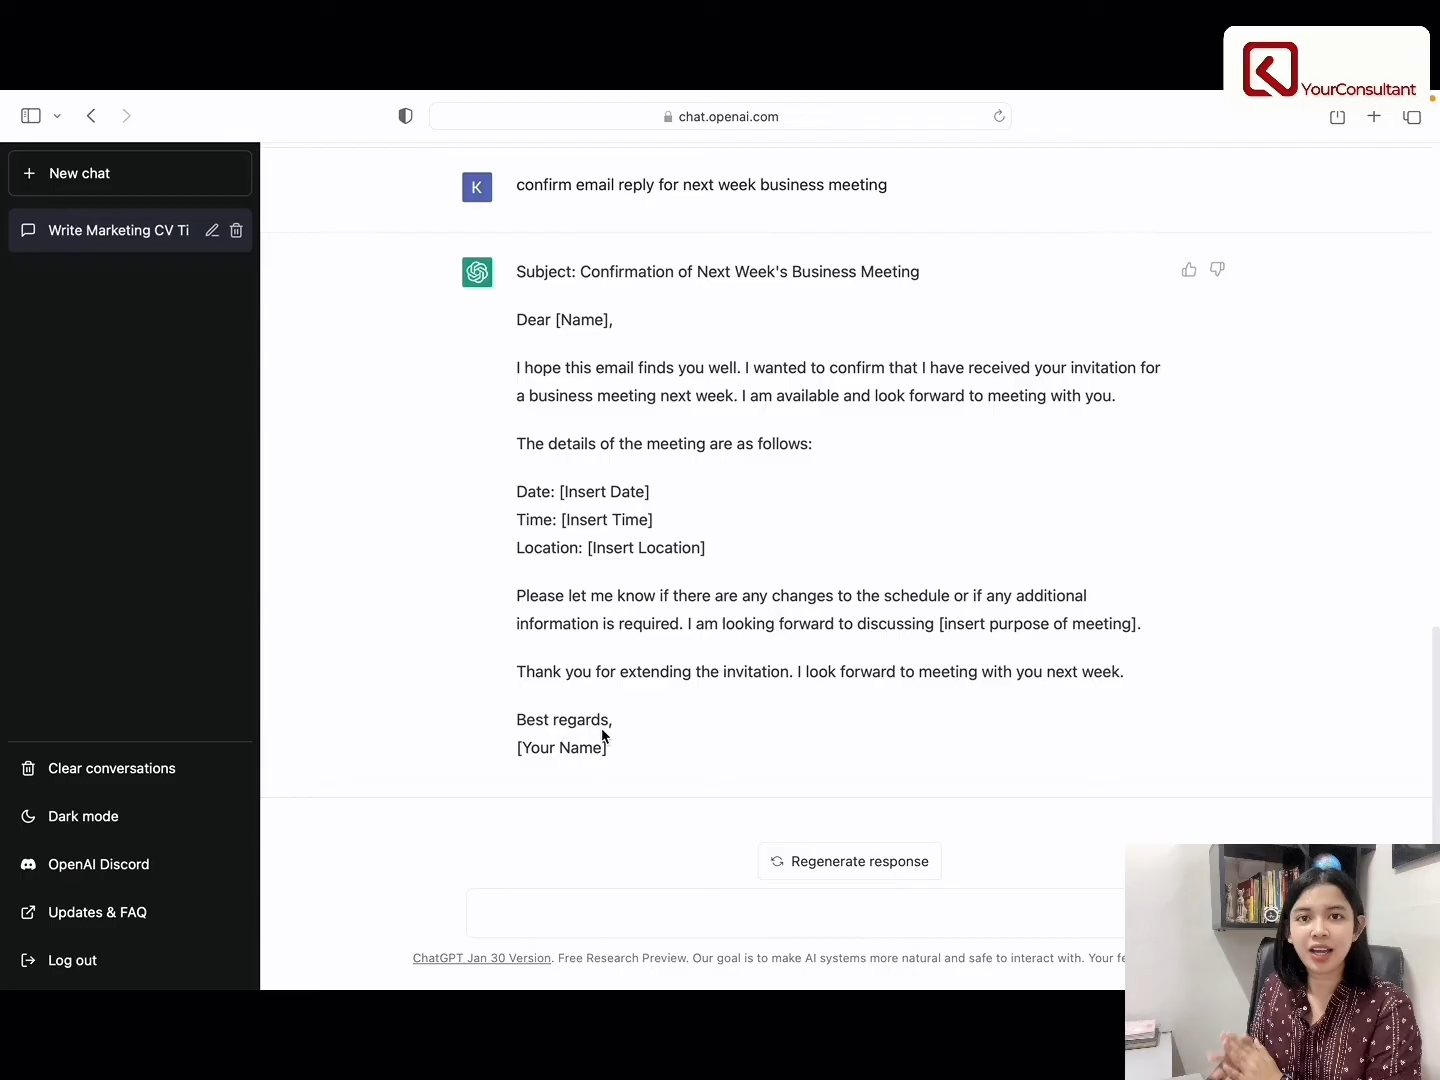 YourConsultant
chat.openai.com
New chat
Write Marketing CV Ti
K
confirm email reply for next week business meeting
Subject: Confirmation of Next Week's Business Meeting
Dear [Name],
I hope this email finds you well. I wanted to confirm that I have received your invitation for
a business meeting next week. I am available and look forward to meeting with you.
The details of the meeting are as follows:
Date: [Insert Date]
Time: [Insert Time]
Location: [Insert Location]
Please let me know if there are any changes to the schedule or if any additional
information is required. I am looking forward to discussing [insert purpose of meeting].
Thank you for extending the invitation. I look forward to meeting with you next week.
Best regards,
[Your Name]
Clear conversations
Dark mode
OpenAI Discord
Updates & FAQ
Log out
Regenerate response
ChatGPT Jan 30 Version. Free Research Preview. Our goal is to make AI systems more natural and safe to interact with. Your fe